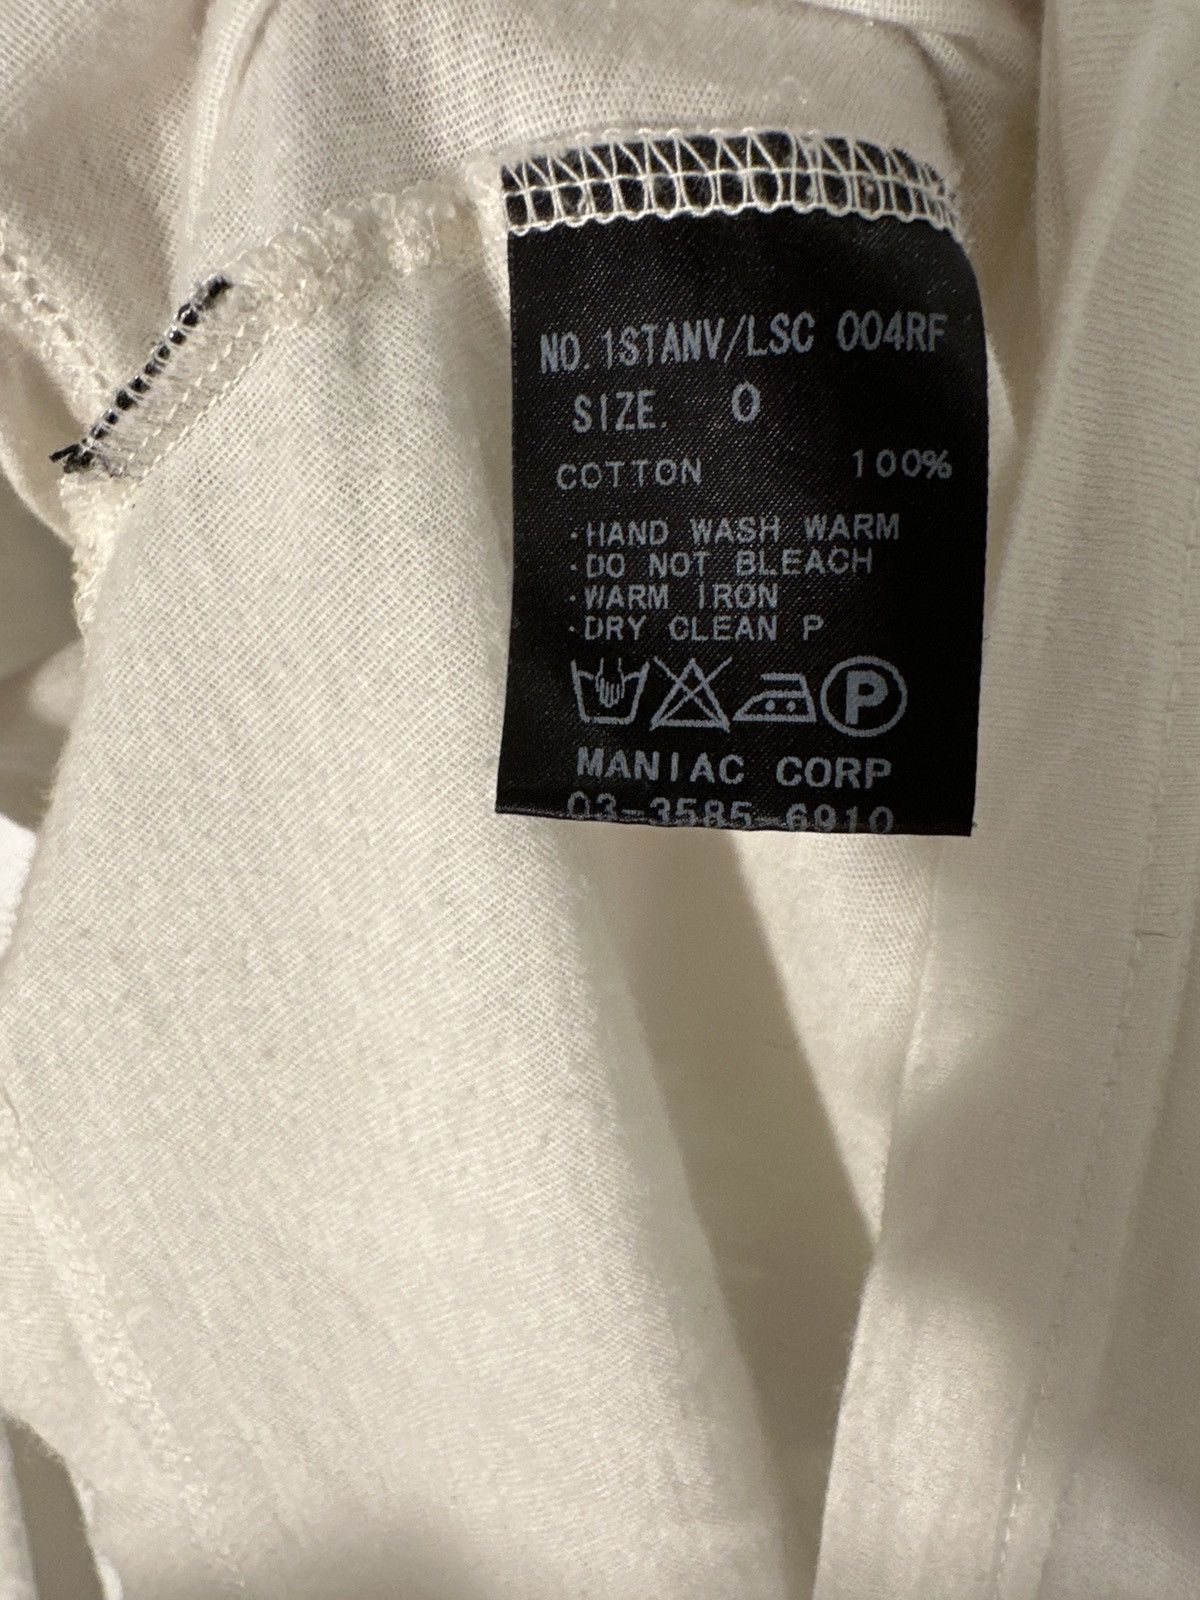 NO. 1STANV/LSC 004RF
SIZE. 0
COTTON 100%
·HAND WASH WARM
·DO NOT BLEACH
·WARM IRON
·DRY CLEAN P
P
MANIAC CORP
03-3585-6910